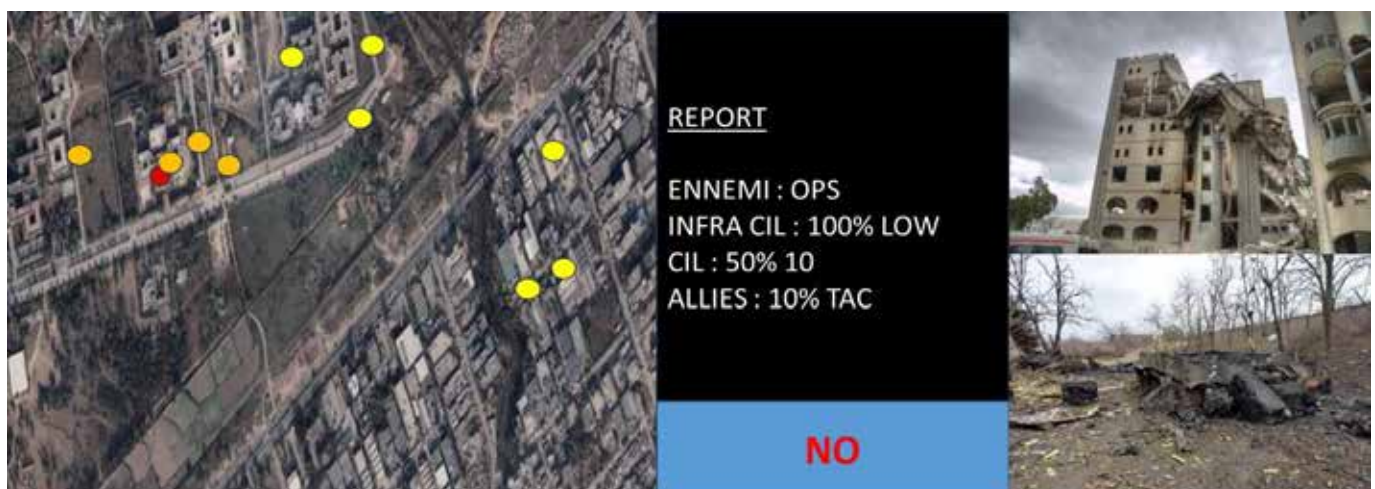 REPORT
ENNEMI : OPS
INFRA CIL : 100% LOW
CIL : 50% 10
ALLIES : 10% TAC
NO